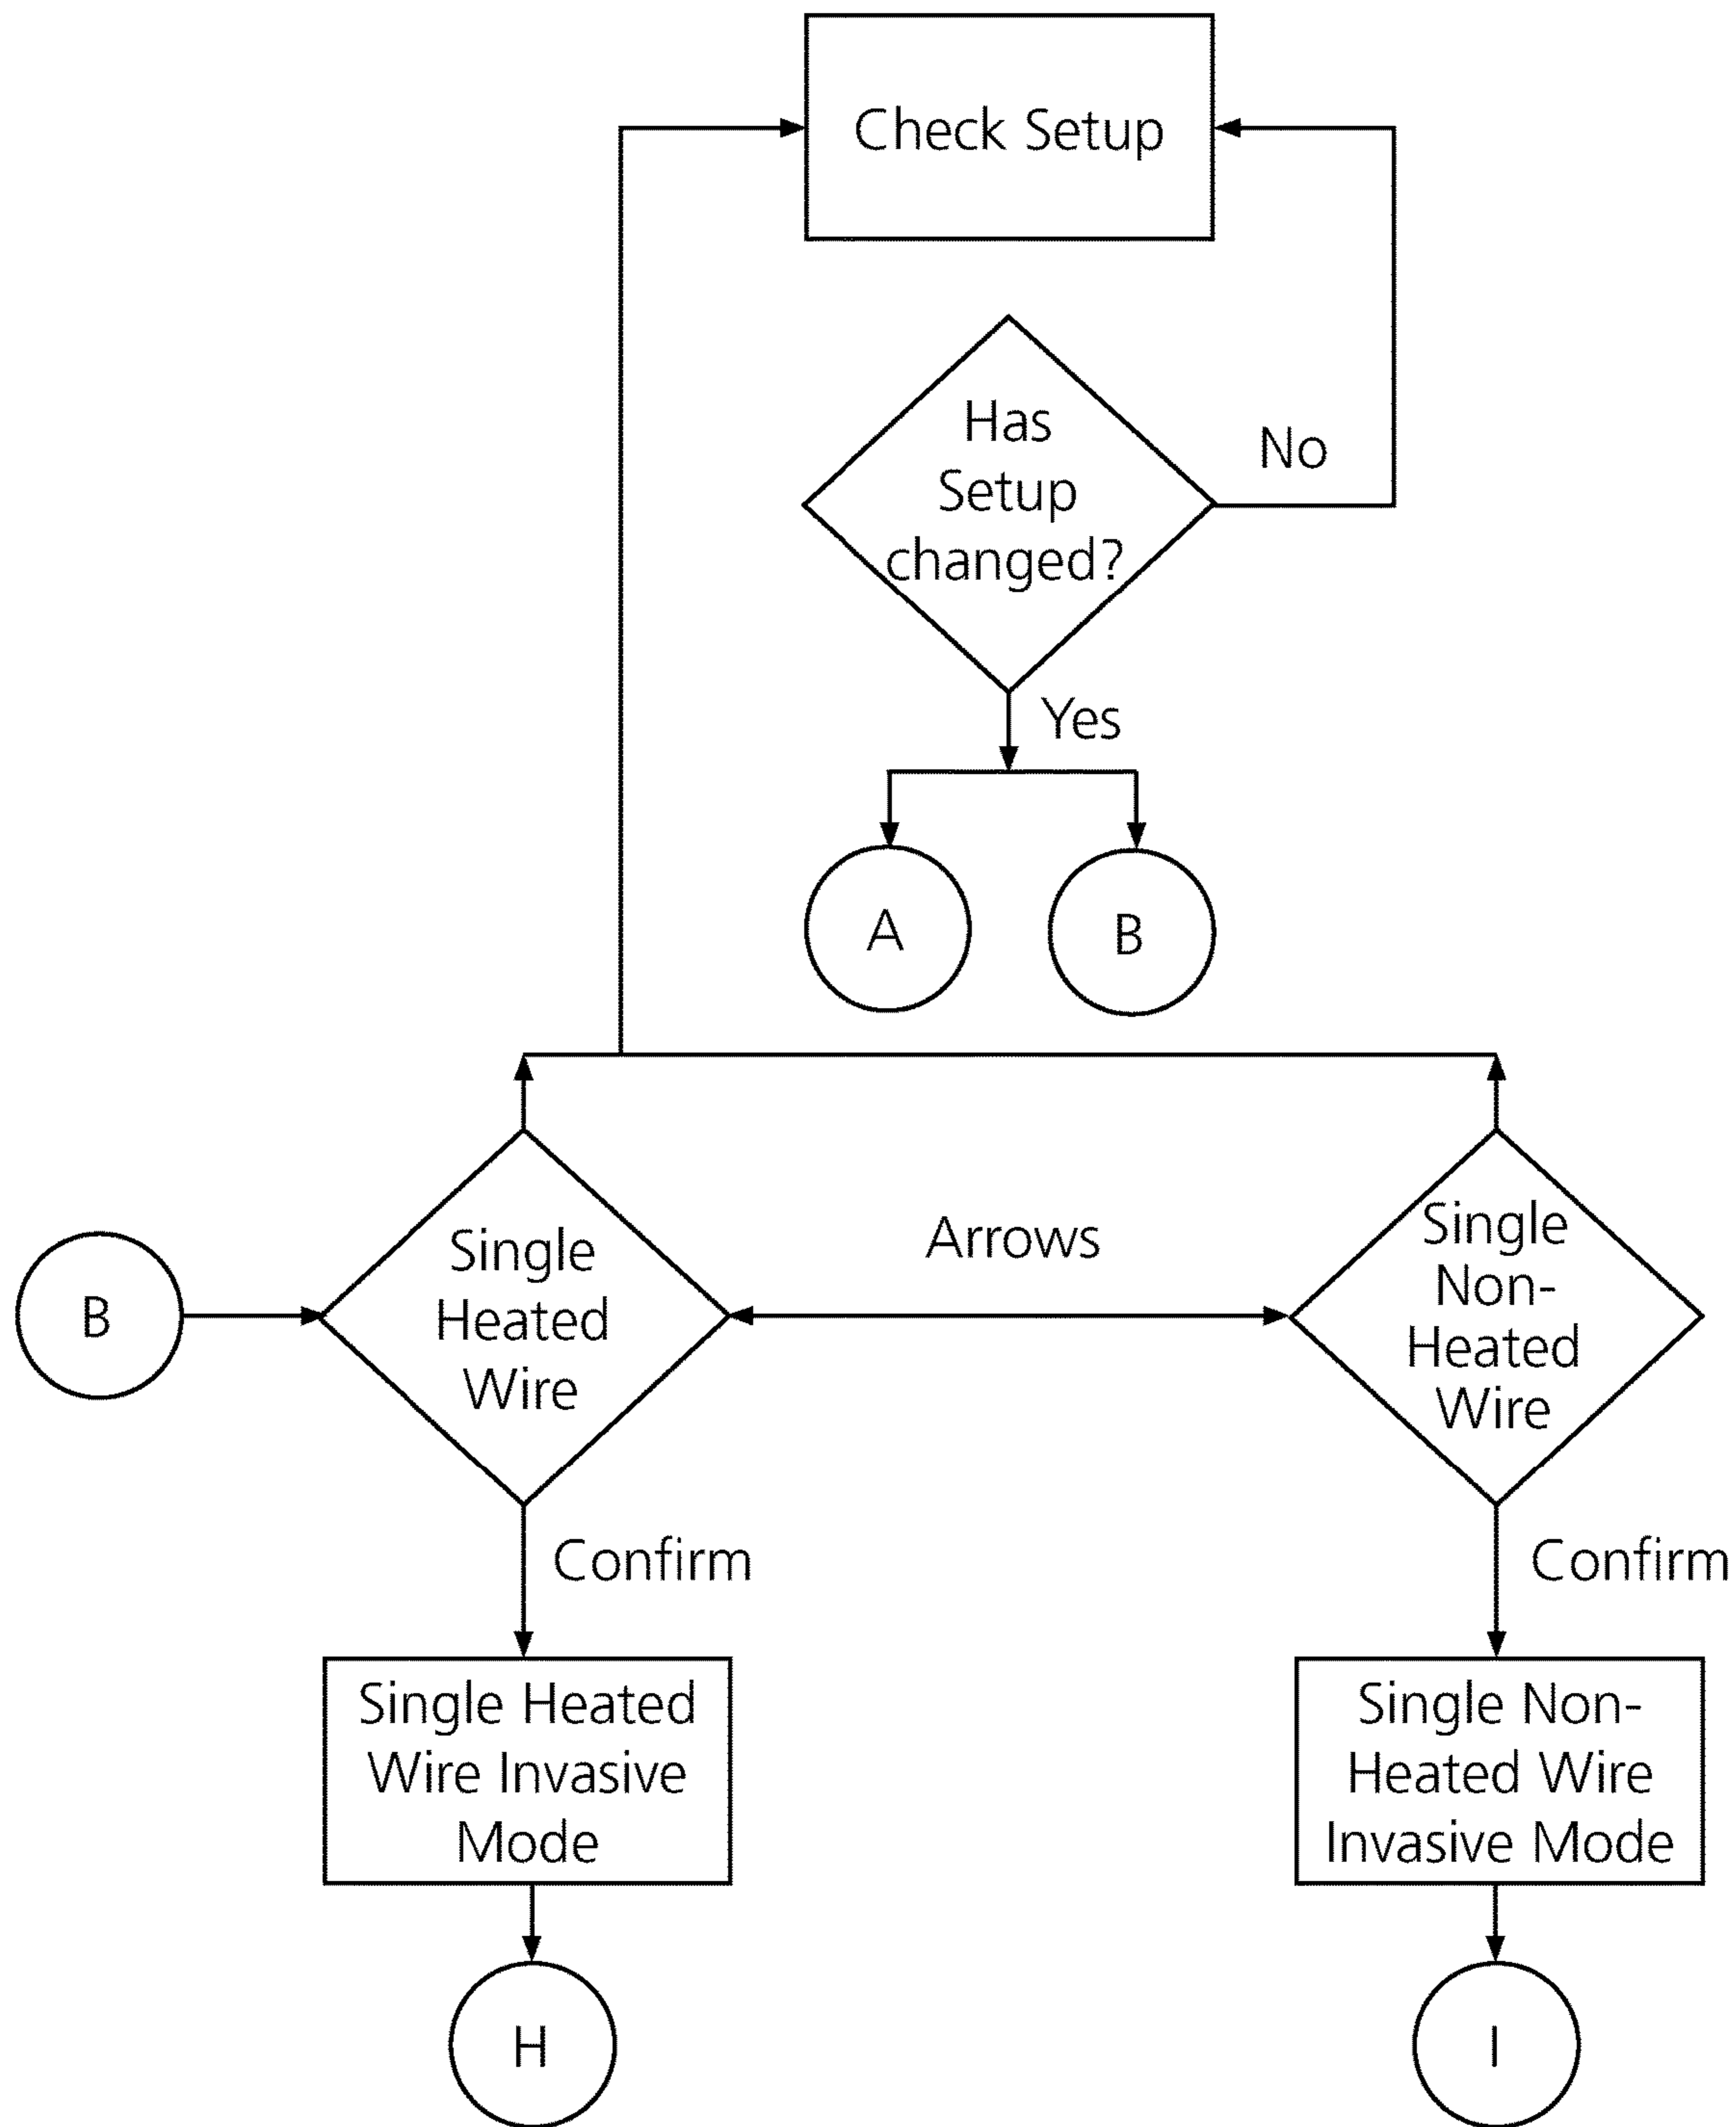 Check Setup
Has
Setup
changed?
No
Yes
A
B
B
Single
Heated
Wire
Arrows
Single
Non-
Heated
Wire
Confirm
Confirm
Single Heated
Wire Invasive
Mode
Single Non-
Heated Wire
Invasive Mode
H
I